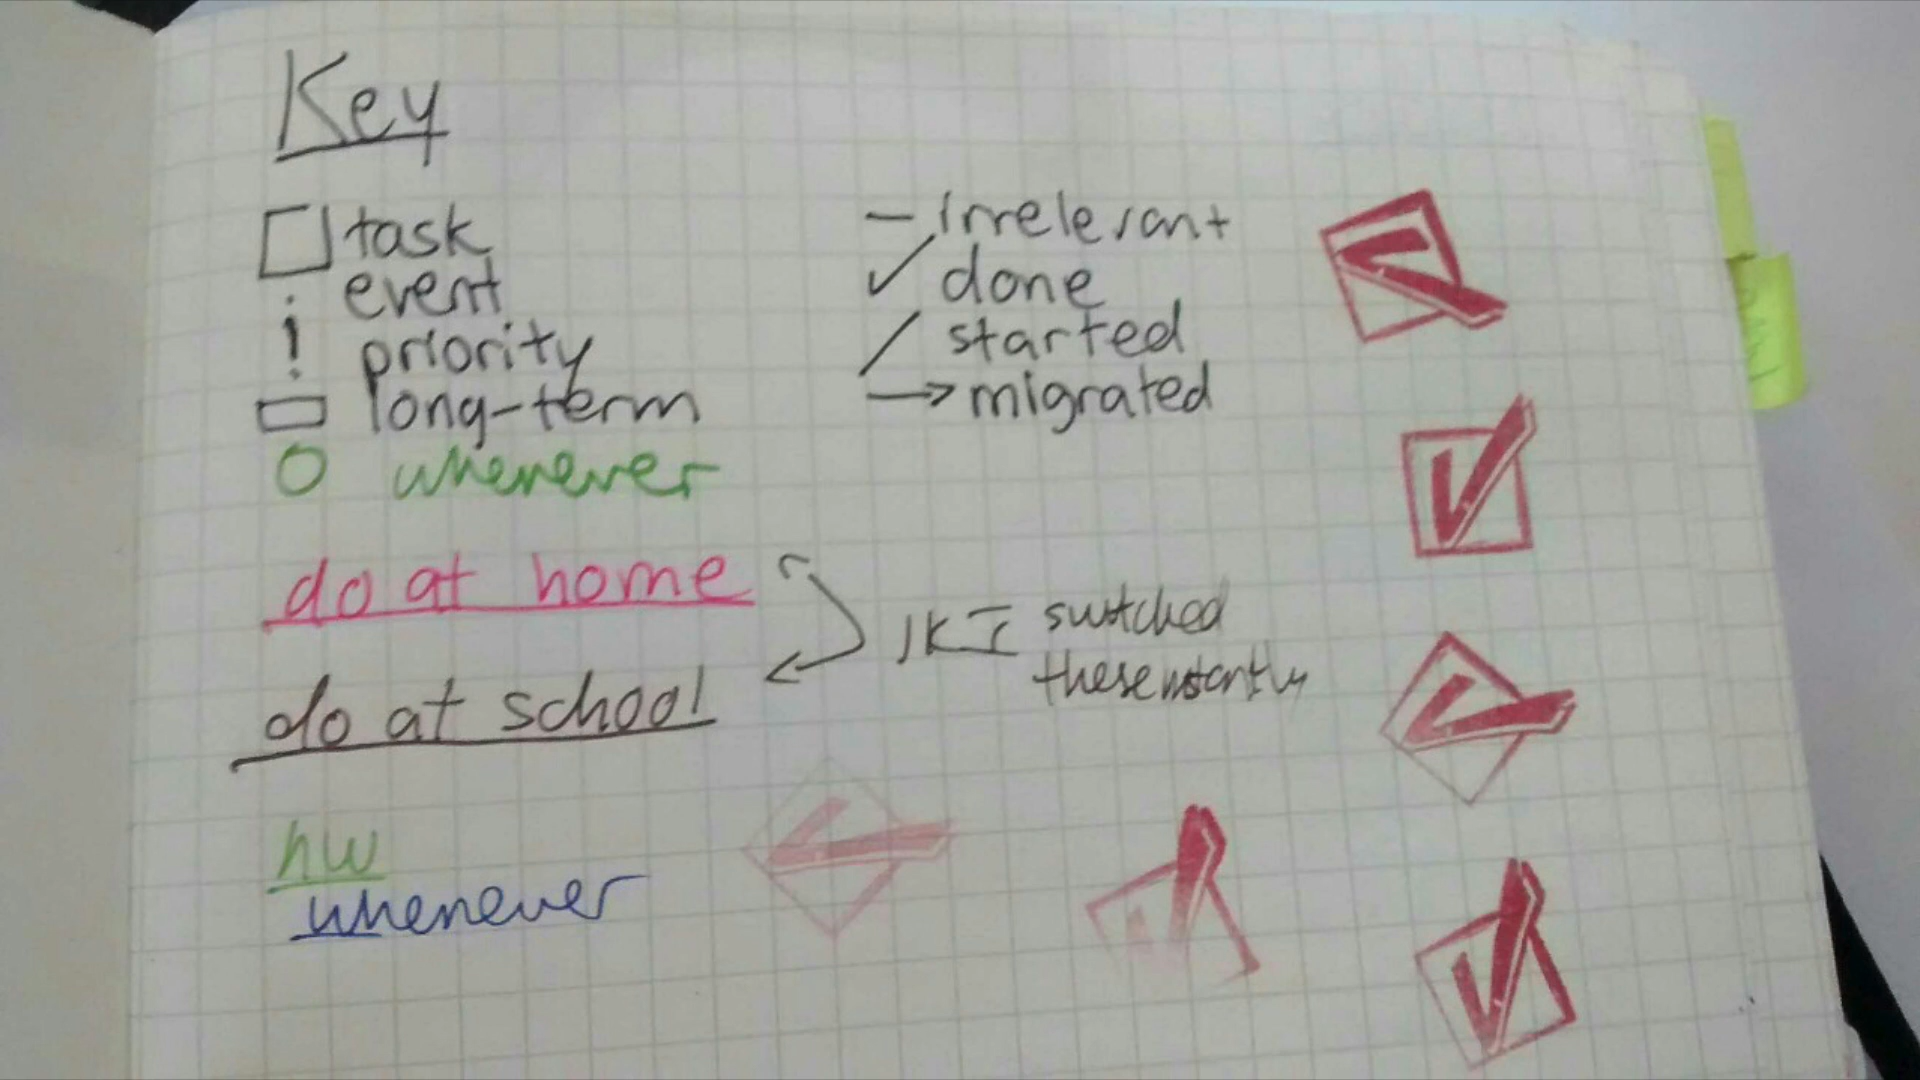 Key
□ task
· event
! priority
▭ long-term
O whenever
— irrelevant
✓ done
/ started
→ migrated
do at home
do at school
JK I switched
these instantly
hw
whenever